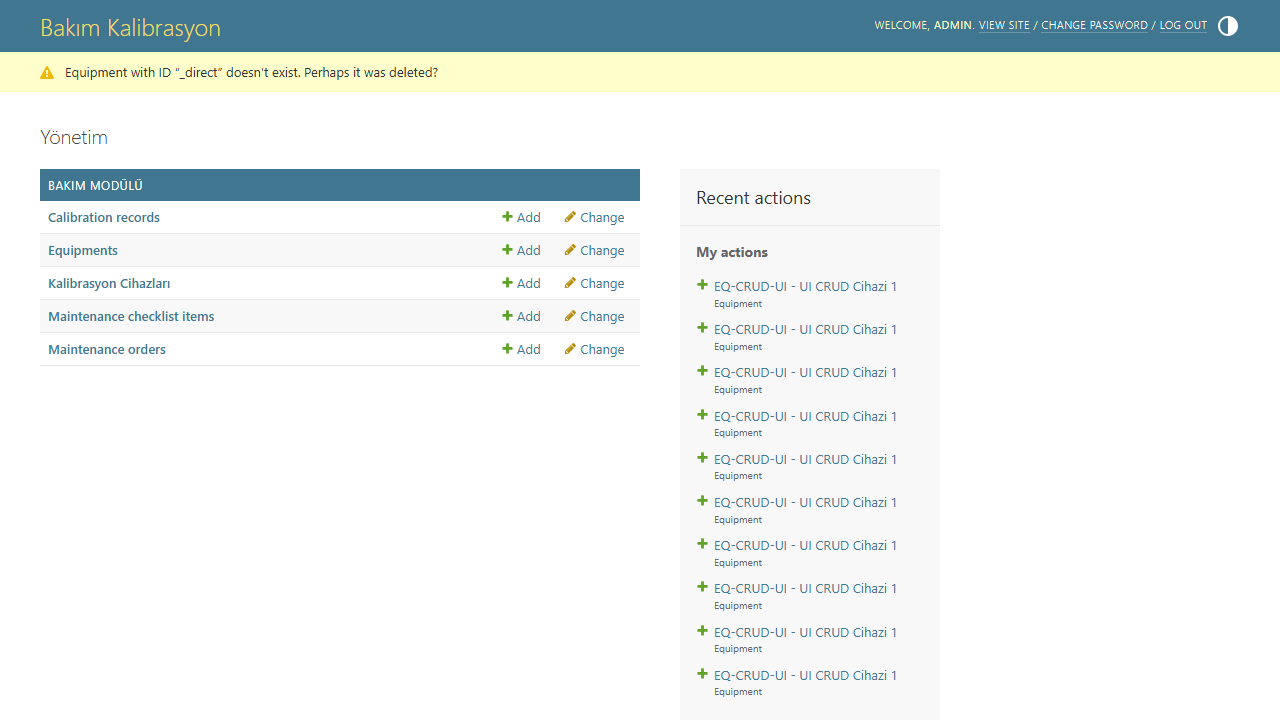 Bakım Kalibrasyon
WELCOME, ADMIN. VIEW SITE / CHANGE PASSWORD / LOG OUT
Equipment with ID “_direct” doesn’t exist. Perhaps it was deleted?
Yönetim
BAKIM MODÜLÜ
Calibration records Add Change
Equipments Add Change
Kalibrasyon Cihazları Add Change
Maintenance checklist items Add Change
Maintenance orders Add Change
Recent actions
My actions
EQ-CRUD-UI - UI CRUD Cihazi 1
Equipment
EQ-CRUD-UI - UI CRUD Cihazi 1
Equipment
EQ-CRUD-UI - UI CRUD Cihazi 1
Equipment
EQ-CRUD-UI - UI CRUD Cihazi 1
Equipment
EQ-CRUD-UI - UI CRUD Cihazi 1
Equipment
EQ-CRUD-UI - UI CRUD Cihazi 1
Equipment
EQ-CRUD-UI - UI CRUD Cihazi 1
Equipment
EQ-CRUD-UI - UI CRUD Cihazi 1
Equipment
EQ-CRUD-UI - UI CRUD Cihazi 1
Equipment
EQ-CRUD-UI - UI CRUD Cihazi 1
Equipment